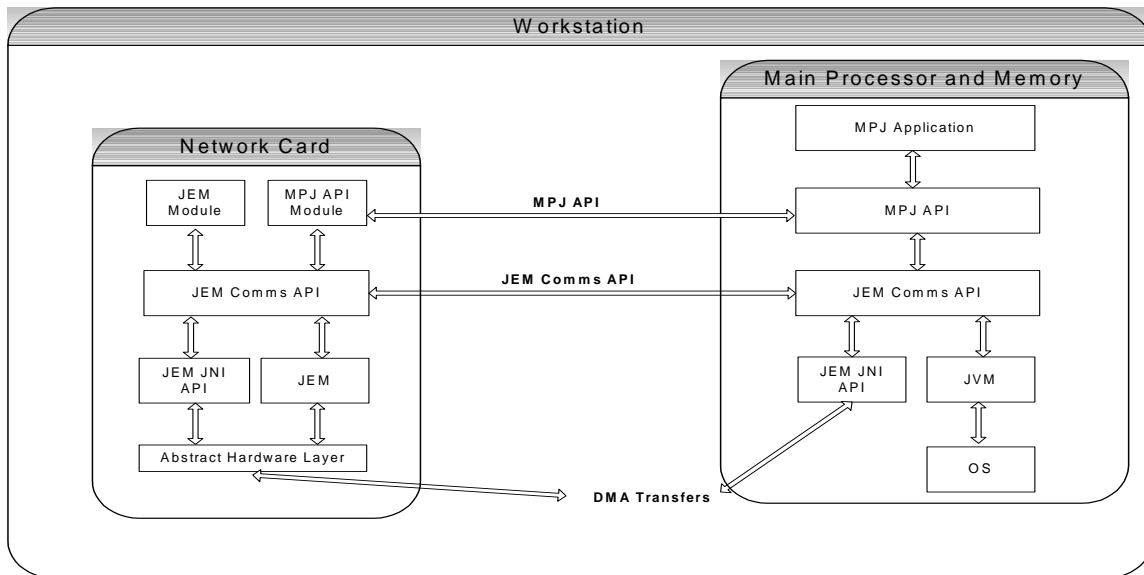 Workstation
Main Processor and Memory
MPJ Application
Network Card
JEM
Module
MPJ API
Module
MPJ API
MPJ API
JEM Comms API
JEM Comms API
JEM Comms API
JEM JNI
API
JEM
JEM JNI
API
JVM
Abstract Hardware Layer
OS
DMA Transfers